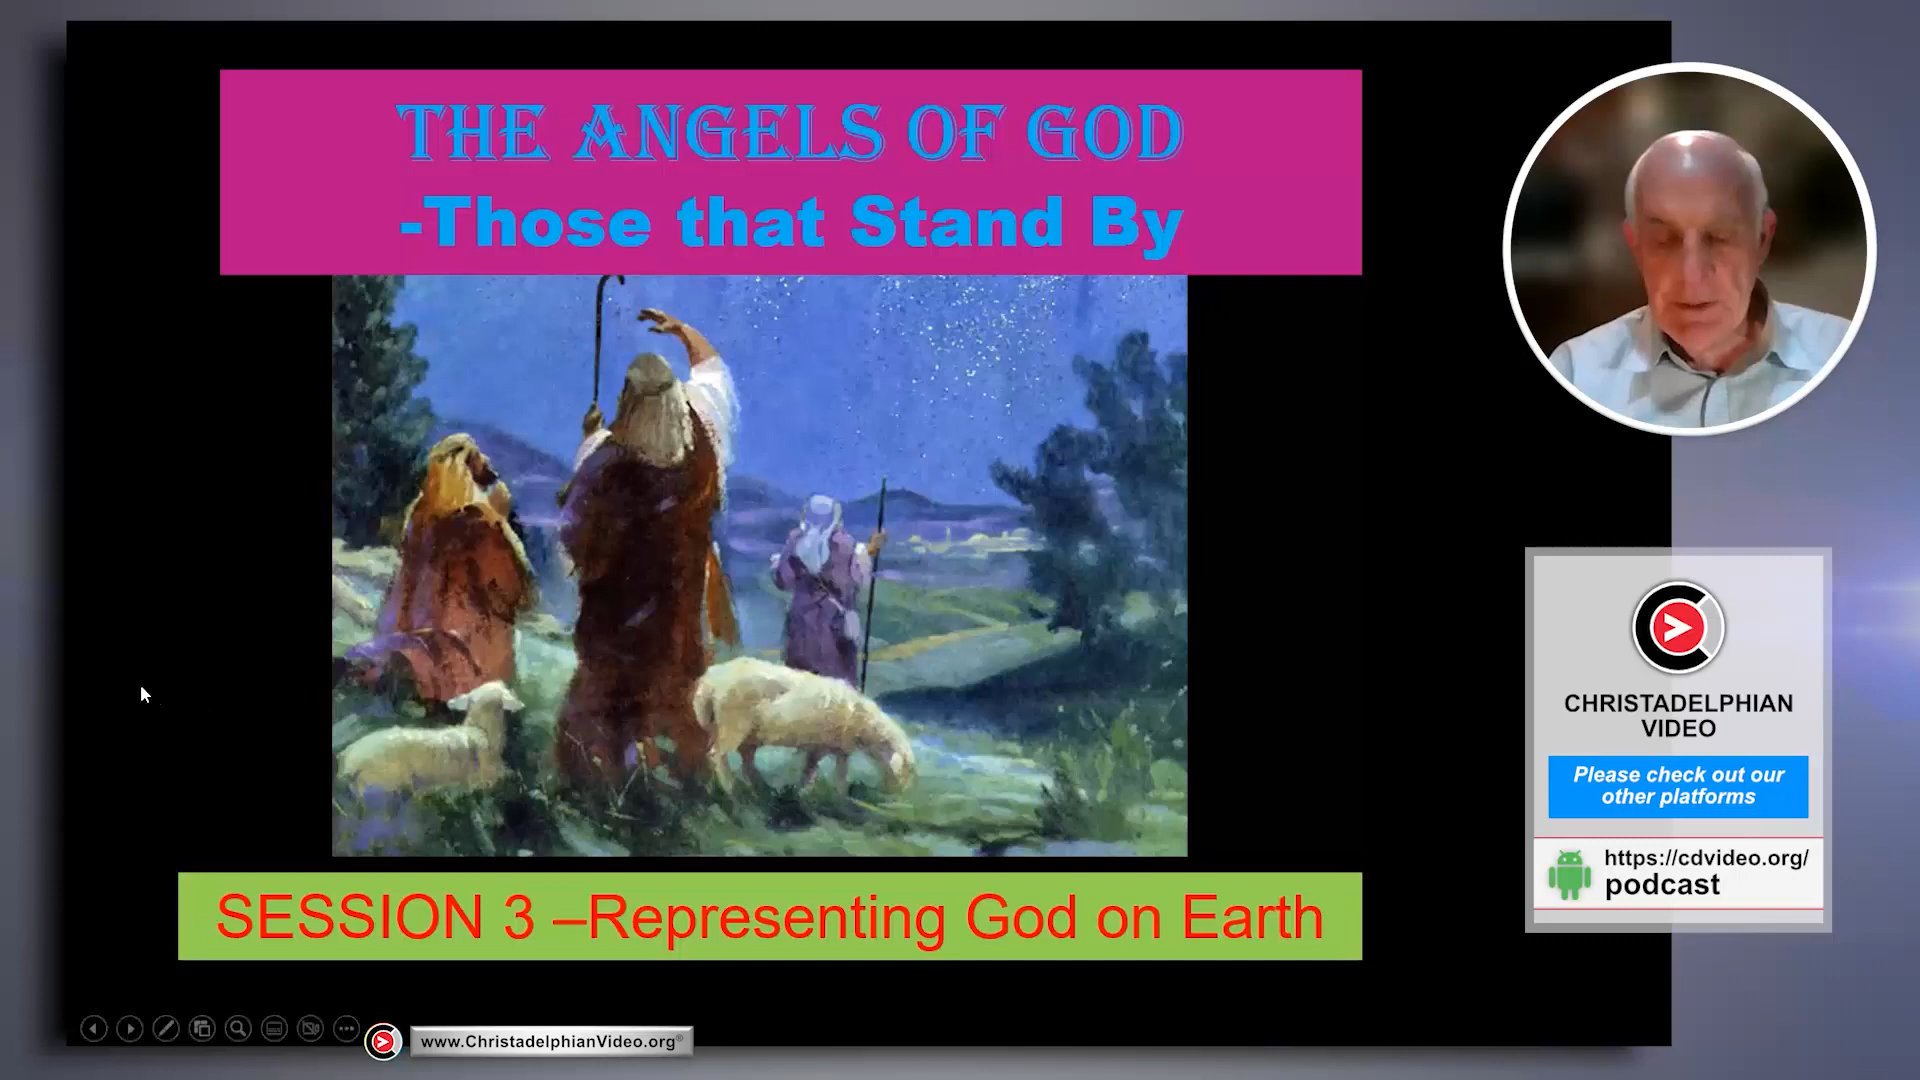 THE ANGELS OF GOD
-Those that Stand By
SESSION 3 –Representing God on Earth
CHRISTADELPHIAN
VIDEO
Please check out our
other platforms
https://cdvideo.org/
podcast
www.ChristadelphianVideo.org®